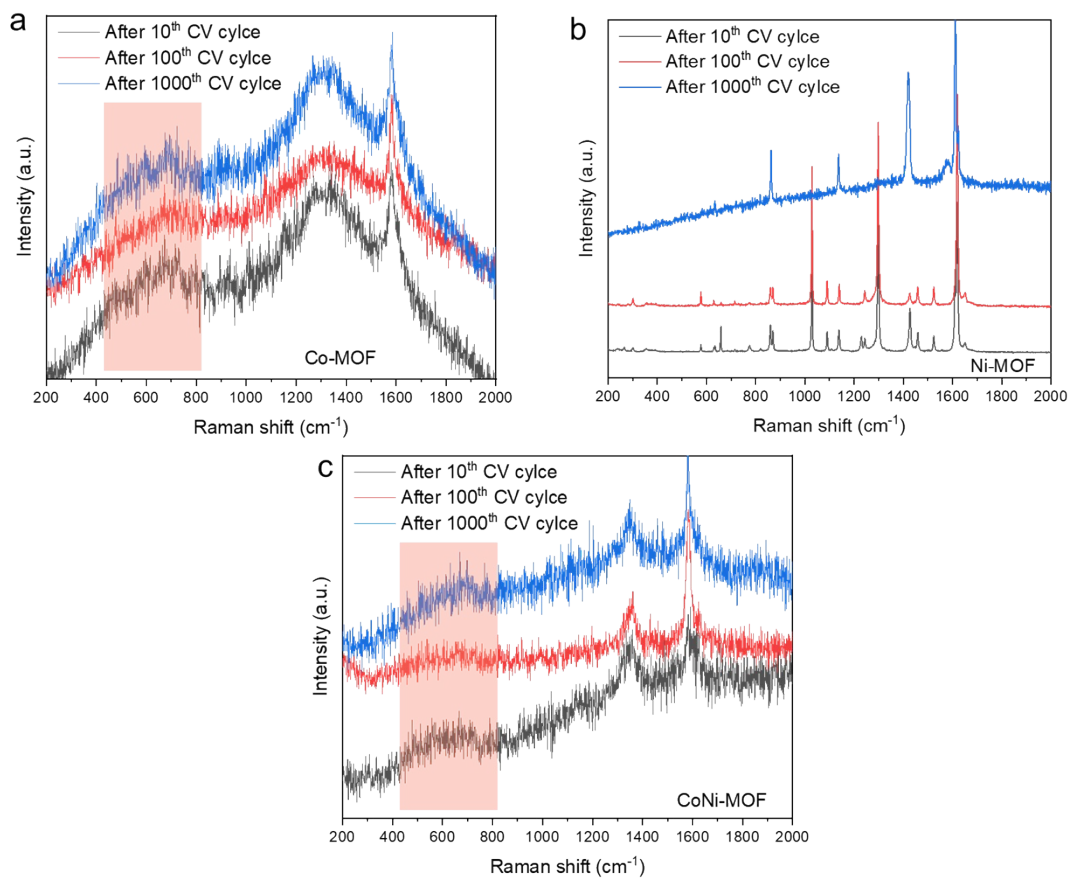 a
After 10th CV cylce
After 100th CV cylce
After 1000th CV cylce
Intensity (a.u.)
Co-MOF
200 400 600 800 1000 1200 1400 1600 1800 2000
Raman shift (cm-1)
b
After 10th CV cylce
After 100th CV cylce
After 1000th CV cylce
Intensity (a.u.)
Ni-MOF
200 400 600 800 1000 1200 1400 1600 1800 2000
Raman shift (cm-1)
c
After 10th CV cylce
After 100th CV cylce
After 1000th CV cylce
Intensity (a.u.)
CoNi-MOF
200 400 600 800 1000 1200 1400 1600 1800 2000
Raman shift (cm-1)